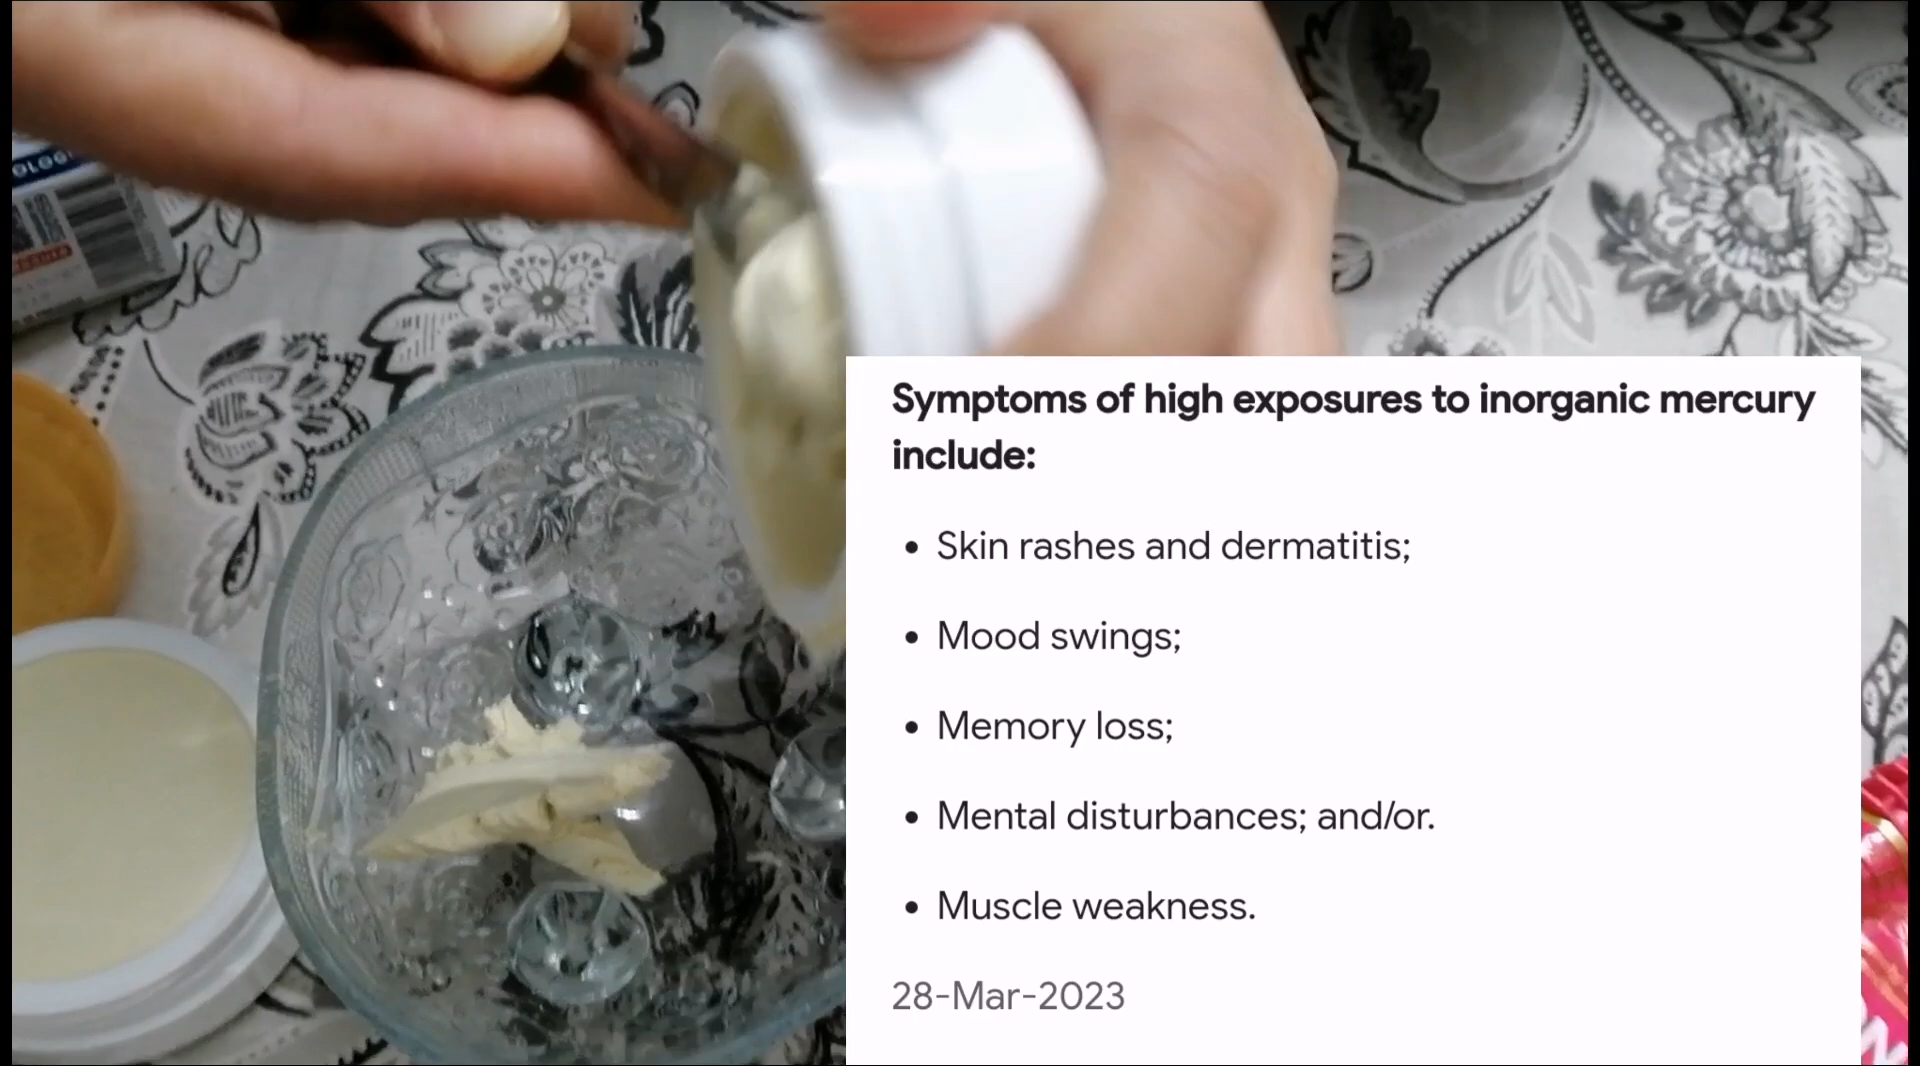 Symptoms of high exposures to inorganic mercury
include:
• Skin rashes and dermatitis;
• Mood swings;
• Memory loss;
• Mental disturbances; and/or.
• Muscle weakness.
28-Mar-2023